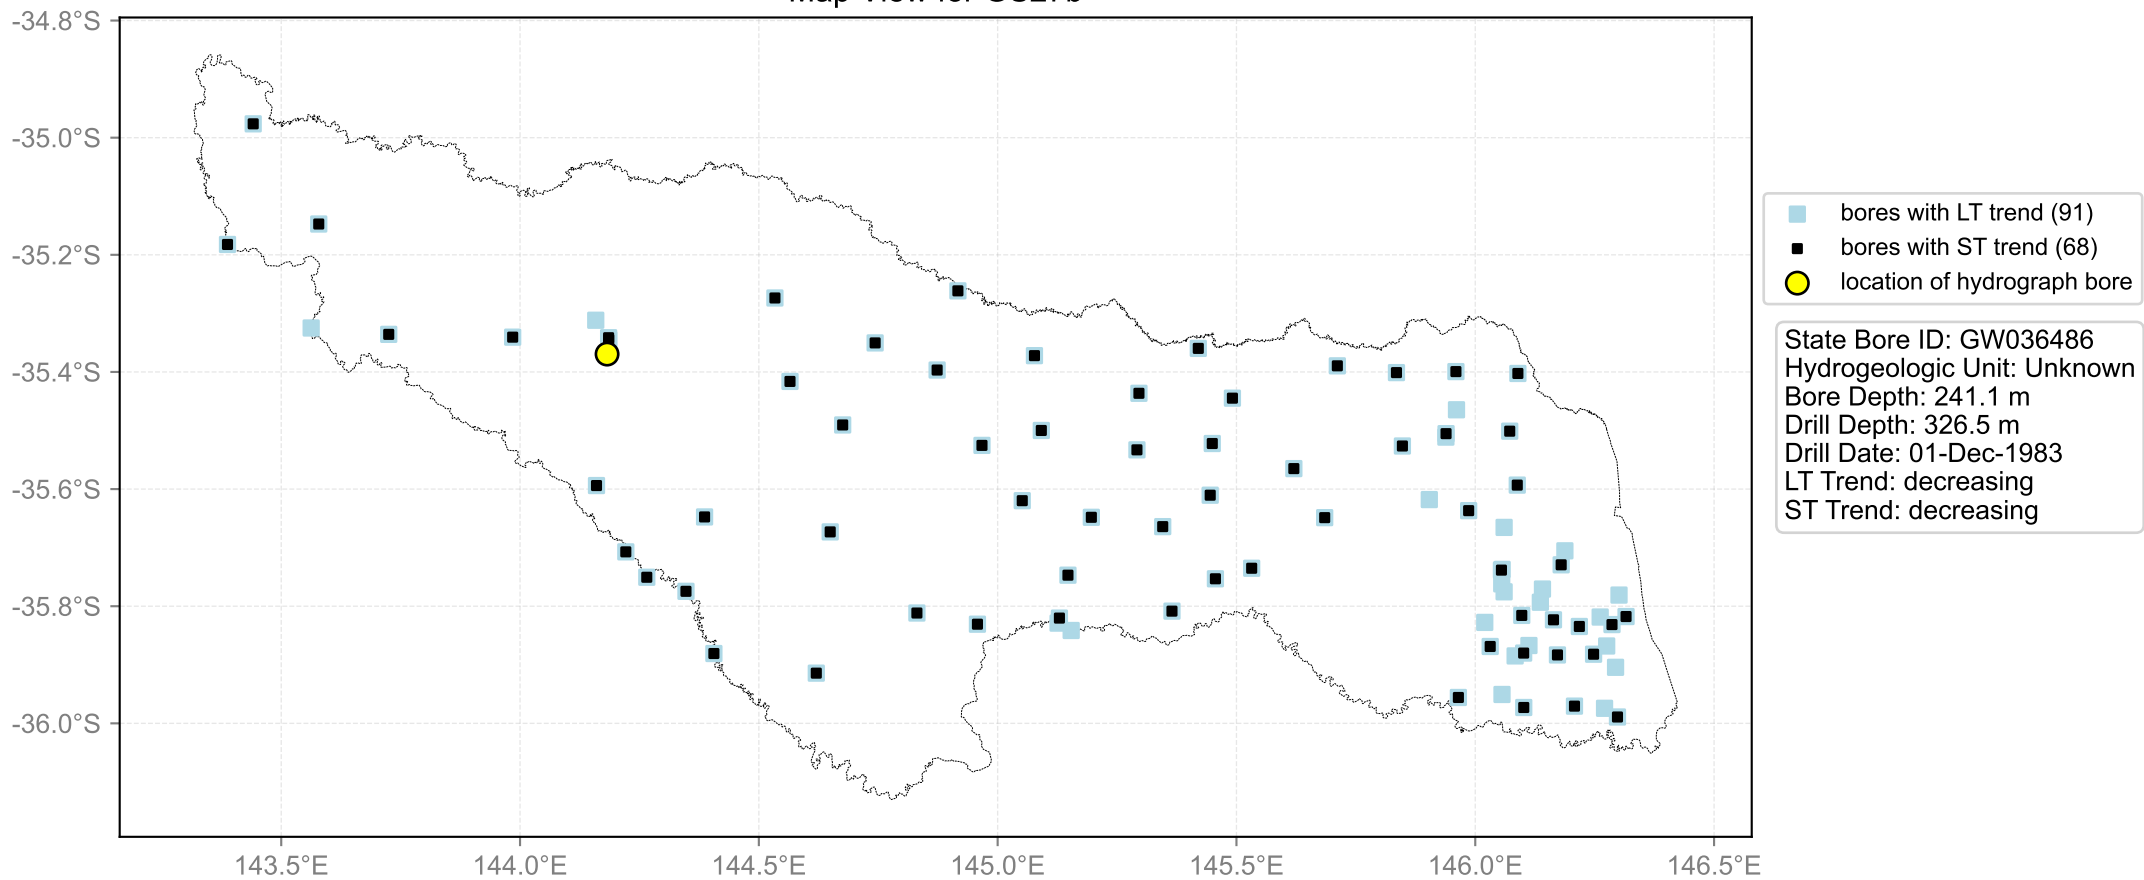 -34.8°S
-35.0°S
-35.2°S
-35.4°S
-35.6°S
-35.8°S
-36.0°S
143.5°E
144.0°E
144.5°E
145.0°E
145.5°E
146.0°E
146.5°E
bores with LT trend (91)
bores with ST trend (68)
location of hydrograph bore
State Bore ID: GW036486
Hydrogeologic Unit: Unknown
Bore Depth: 241.1 m
Drill Depth: 326.5 m
Drill Date: 01-Dec-1983
LT Trend: decreasing
ST Trend: decreasing